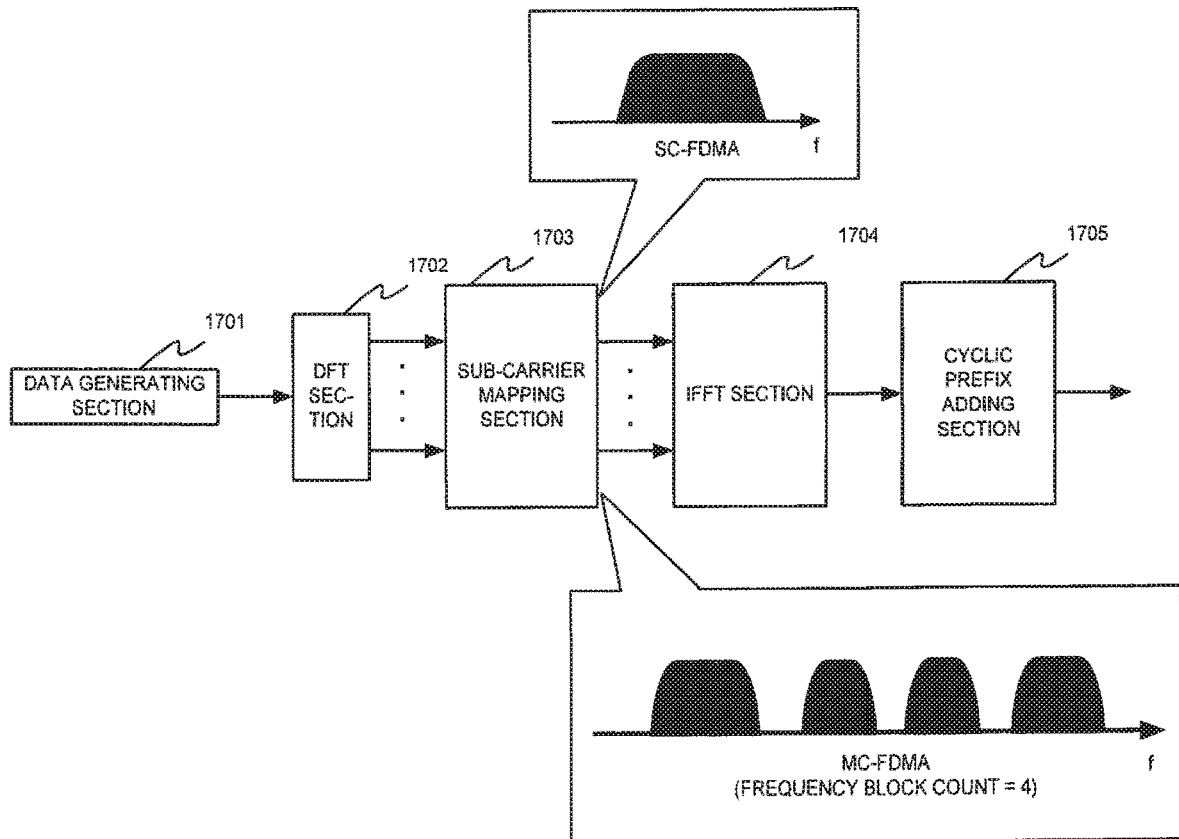 SC-FDMA
f
1701
1702
1703
1704
1705
DATA GENERATING
SECTION
DFT
SEC-
TION
SUB-CARRIER
MAPPING
SECTION
IFFT SECTION
CYCLIC
PREFIX
ADDING
SECTION
MC-FDMA
f
(FREQUENCY BLOCK COUNT = 4)